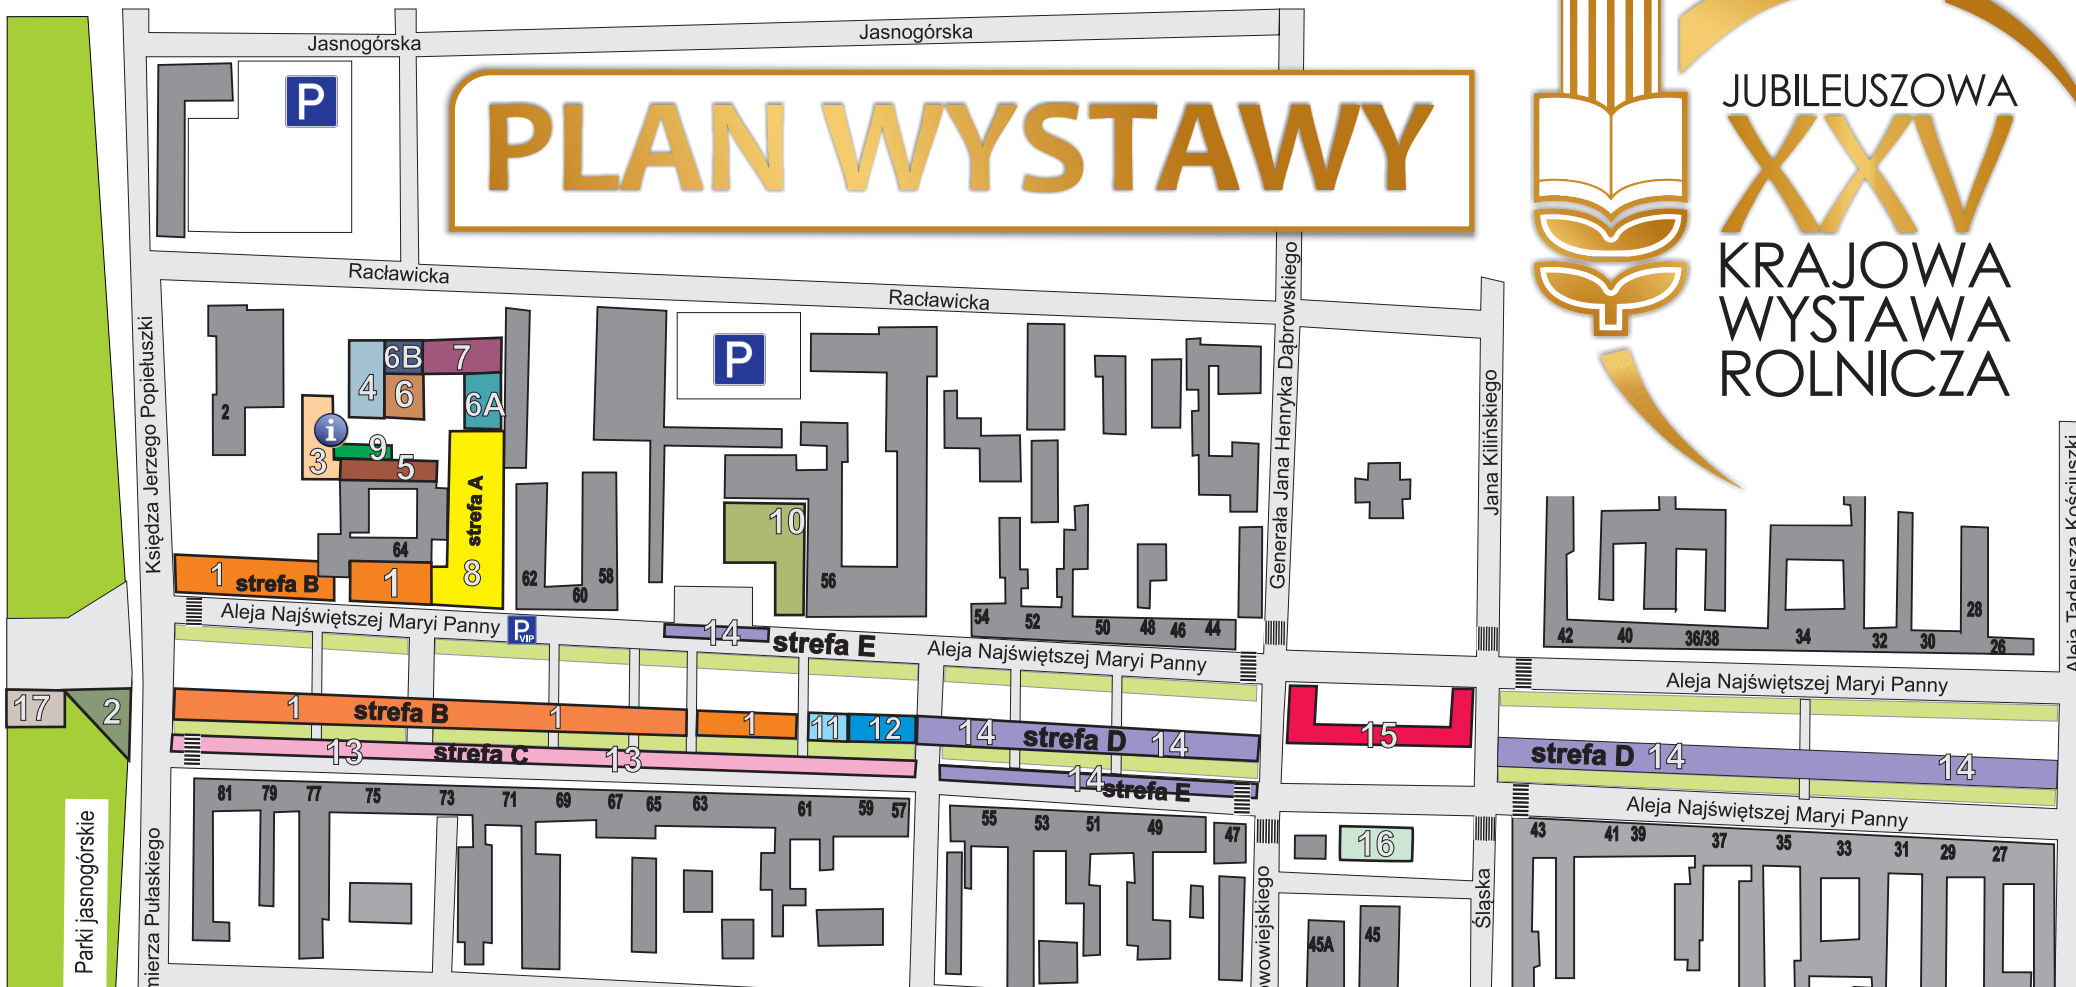 Jasnogórska
Jasnogórska
P
PLAN WYSTAWY
JUBILEUSZOWA
XXV
KRAJOWA
WYSTAWA
ROLNICZA
Racławicka
Racławicka
Księdza Jerzego Popiełuszki
Generała Jana Henryka Dąbrowskiego
Jana Kilińskiego
Aleja Tadeusza Kościuszki
P
2
4
6B
7
6
6A
i
3
9
5
strefa A
8
64
1
strefa B
1
62
60
58
10
56
54
52
50
48
46
44
42
40
36/38
34
32
30
28
26
Aleja Najświętszej Maryi Panny
P
VIP
14
strefa E
Aleja Najświętszej Maryi Panny
Aleja Najświętszej Maryi Panny
17
2
1
strefa B
1
1
11
12
14
strefa D
14
15
strefa D
14
14
13
strefa C
13
14
strefa E
Aleja Najświętszej Maryi Panny
81
79
77
75
73
71
69
67
65
63
61
59
57
55
53
51
49
47
16
43
41
39
37
35
33
31
29
27
45A
45
Parki jasnogórskie
mierza Pułaskiego
owowiejskiego
Śląska